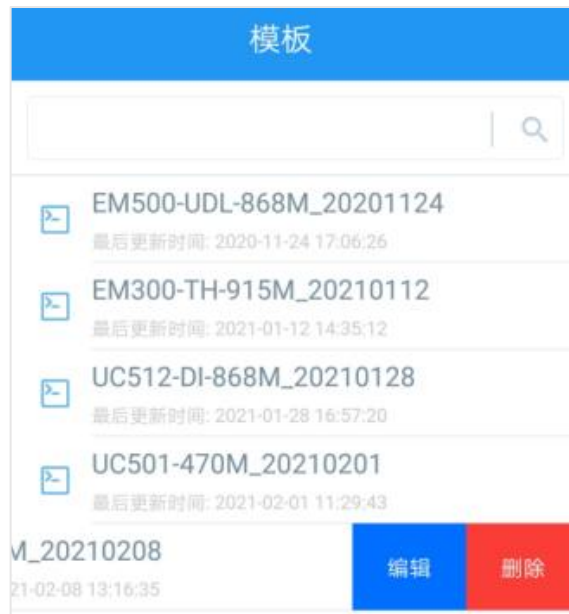 模板
EM500-UDL-868M_20201124
最后更新时间: 2020-11-24 17:06:26
EM300-TH-915M_20210112
最后更新时间: 2021-01-12 14:35:12
UC512-DI-868M_20210128
最后更新时间: 2021-01-28 16:57:20
UC501-470M_20210201
最后更新时间: 2021-02-01 11:29:43
M_20210208
21-02-08 13:16:35
编辑
删除